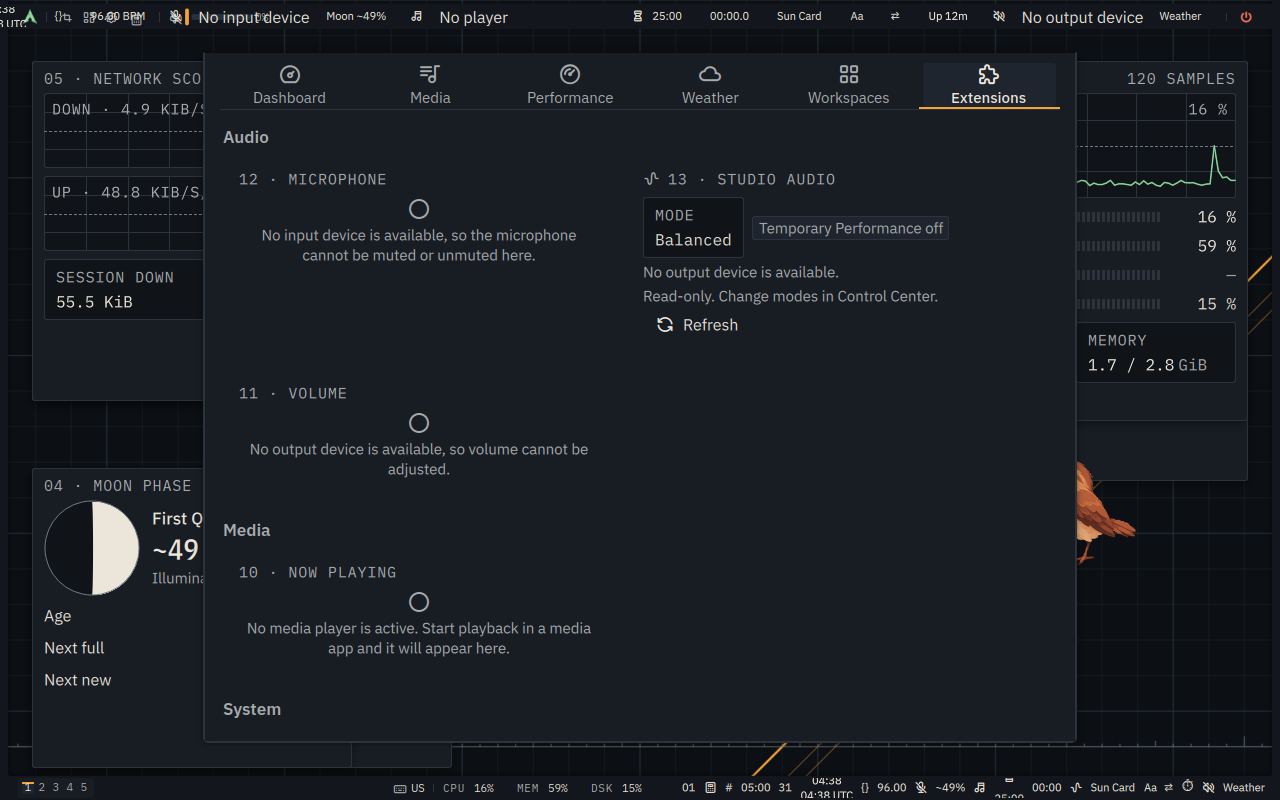 No input device
Moon ~49%
No player
25:00
00:00.0
Sun Card
Aa
Up 12m
No output device
Weather
05 · NETWORK SCO
DOWN · 4.9 KIB/S
UP · 48.8 KIB/S
SESSION DOWN
55.5 KiB
04 · MOON PHASE
First Q
~49
Illumina
Age
Next full
Next new
Dashboard
Media
Performance
Weather
Workspaces
Extensions
Audio
12 · MICROPHONE
No input device is available, so the microphone
cannot be muted or unmuted here.
13 · STUDIO AUDIO
MODE
Balanced
Temporary Performance off
No output device is available.
Read-only. Change modes in Control Center.
Refresh
11 · VOLUME
No output device is available, so volume cannot be
adjusted.
Media
10 · NOW PLAYING
No media player is active. Start playback in a media
app and it will appear here.
System
120 SAMPLES
16 %
16 %
59 %
—
15 %
MEMORY
1.7 / 2.8 GiB
1 2 3 4 5
US
CPU 16%
MEM 59%
DSK 15%
01
#
05:00
31
04:38
04:38 UTC
{}
96.00
~49%
25:00
00:00
Sun Card
Aa
Weather